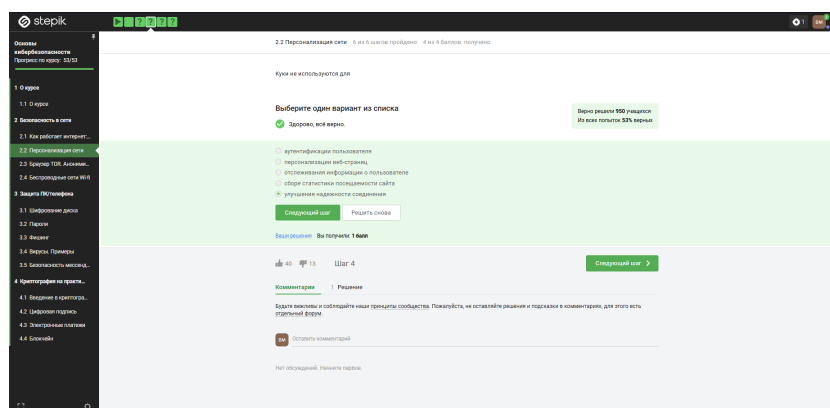 stepik
1
ВМ
Основы
кибербезопасности
Прогресс по курсу: 53/53
1 О курсе
1.1 О курсе
2 Безопасность в сети
2.1 Как работает интернет:...
2.2 Персонализация сети
2.3 Браузер TOR. Аноними...
2.4 Беспроводные сети Wi-fi
3 Защита ПК/телефона
3.1 Шифрование диска
3.2 Пароли
3.3 Фишинг
3.4 Вирусы. Примеры
3.5 Безопасность мессенд...
4 Криптография на практи...
4.1 Введение в криптогра...
4.2 Цифровая подпись
4.3 Электронные платежи
4.4 Блокчейн
2.2 Персонализация сети 6 из 6 шагов пройдено 4 из 4 баллов получено
Куки не используются для
Выберите один вариант из списка
Здорово, всё верно.
Верно решили 950 учащихся
Из всех попыток 53% верных
аутентификации пользователя
персонализации веб-страниц
отслеживания информации о пользователе
сборе статистики посещаемости сайта
улучшения надежности соединения
Следующий шаг Решить снова
Ваши решения Вы получили: 1 балл
40 13 Шаг 4
Следующий шаг
Комментарии 1 Решение
Будьте вежливы и соблюдайте наши принципы сообщества. Пожалуйста, не оставляйте решения и подсказки в комментариях, для этого есть
отдельный форум.
ВМ Оставить комментарий
Нет обсуждений. Начните первое.